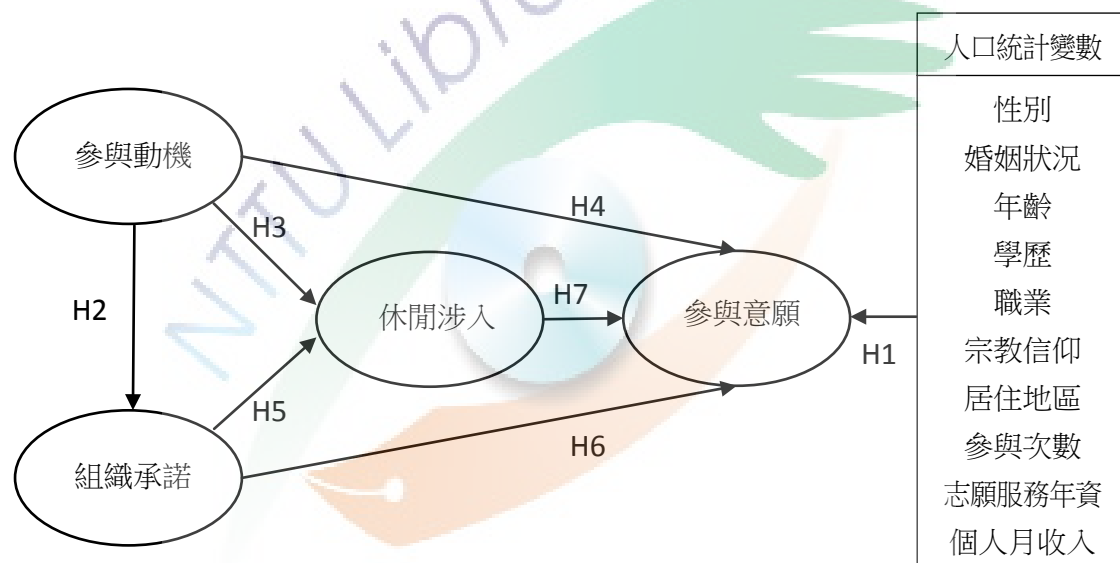 人口統計變數
性別
婚姻狀況
年齡
學歷
職業
宗教信仰
居住地區
參與次數
志願服務年資
個人月收入
參與動機
H4
H3
H2
休閒涉入
H7
參與意願
H1
H5
H6
組織承諾